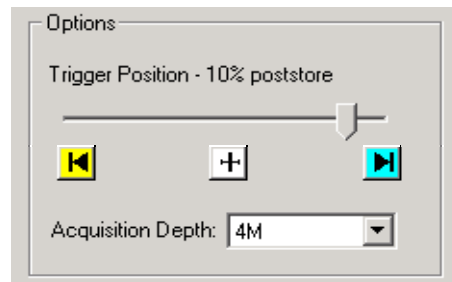 Options
Trigger Position - 10% poststore
Acquisition Depth: 4M